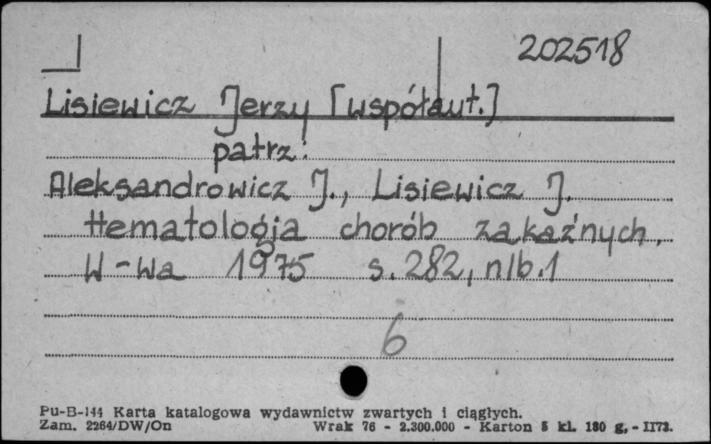 202518
Lisiewicz Jerzy [współaut.]
patrz:
Aleksandrowicz J., Lisiewicz J.
Hematologia chorób zakaźnych.
W-wa 1975 s. 282, nlb. 1
6
Pu-B-144 Karta katalogowa wydawnictw zwartych i ciągłych.
Zam. 2264/DW/On Wrak 76 - 2.300.000 - Karton 5 kl. 180 g. - II73.